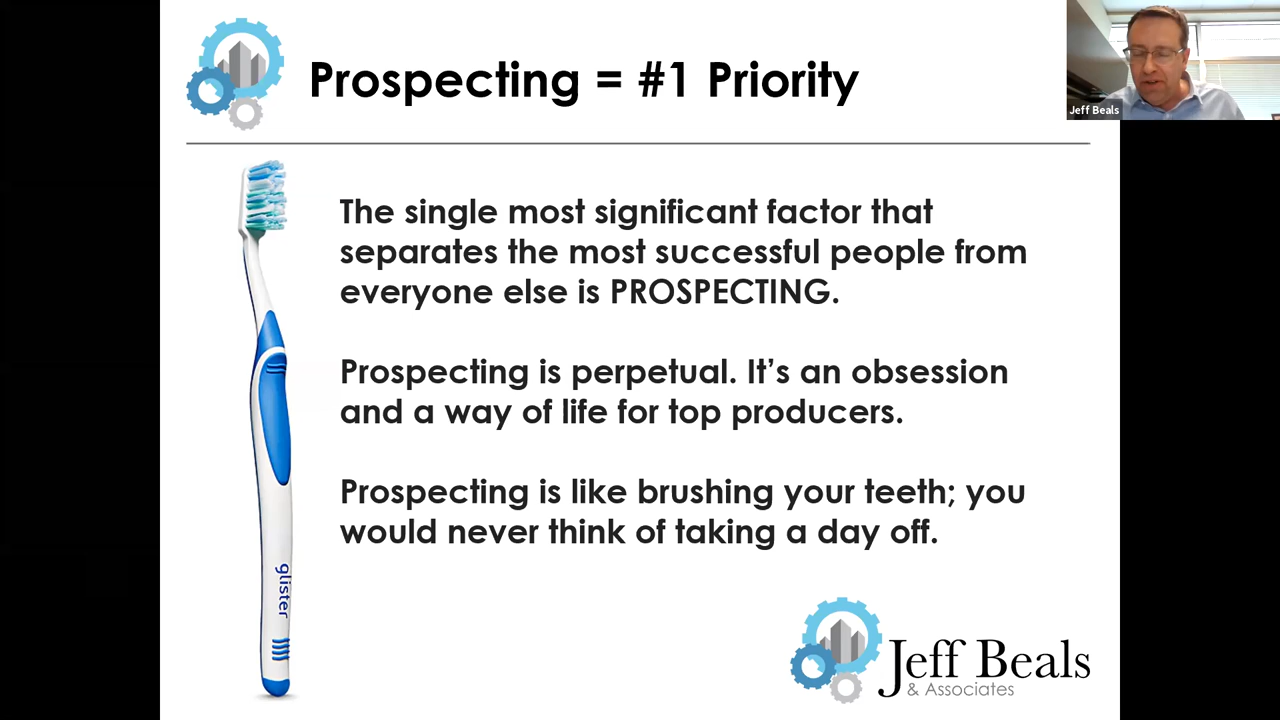 Prospecting = #1 Priority
Jeff Beals
The single most significant factor that
separates the most successful people from
everyone else is PROSPECTING.
Prospecting is perpetual. It’s an obsession
and a way of life for top producers.
Prospecting is like brushing your teeth; you
would never think of taking a day off.
glister
Jeff Beals
& Associates